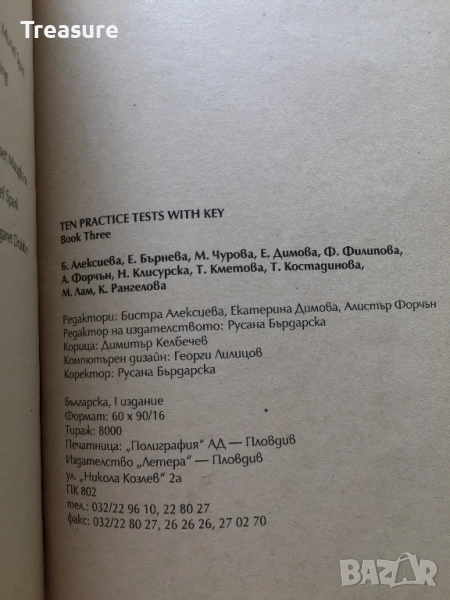 Treasure
Muriel Spark
TEN PRACTICE TESTS WITH KEY
Book Three
Б. Алексиева, Е. Бърнева, М. Чурова, Е. Димова, Ф. Филипова,
А. Форчън, Н. Клисурска, Т. Кметова, Т. Костадинова,
М. Лам, К. Рангелова
Редактори: Бистра Алексиева, Екатерина Димова, Алистър Форчън
Редактор на издателството: Русана Бърдарска
Корица: Димитър Келбечев
Компютърен дизайн: Георги Лилицов
Коректор: Русана Бърдарска
Българска, I издание
Формат: 60 x 90/16
Тираж: 8000
Печатница: „Полиграфия“ АД — Пловдив
Издателство „Летера“ — Пловдив
ул. „Никола Козлев“ 2а
ПК 802
тел.: 032/22 96 10, 22 80 27
факс: 032/22 80 27, 26 26 26, 27 02 70
BAZAR